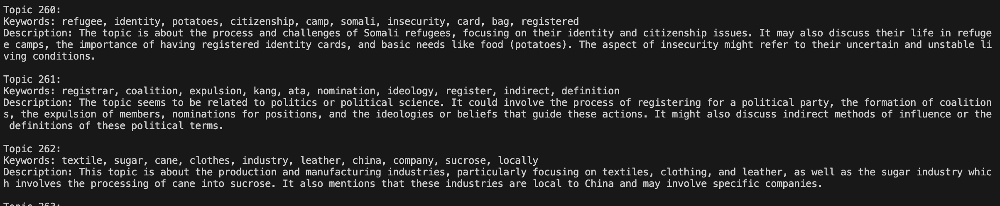 Topic 260:
Keywords: refugee, identity, potatoes, citizenship, camp, somali, insecurity, card, bag, registered
Description: The topic is about the process and challenges of Somali refugees, focusing on their identity and citizenship issues. It may also discuss their life in refuge
e camps, the importance of having registered identity cards, and basic needs like food (potatoes). The aspect of insecurity might refer to their uncertain and unstable li
ving conditions.
Topic 261:
Keywords: registrar, coalition, expulsion, kang, ata, nomination, ideology, register, indirect, definition
Description: The topic seems to be related to politics or political science. It could involve the process of registering for a political party, the formation of coalition
s, the expulsion of members, nominations for positions, and the ideologies or beliefs that guide these actions. It might also discuss indirect methods of influence or the
definitions of these political terms.
Topic 262:
Keywords: textile, sugar, cane, clothes, industry, leather, china, company, sucrose, locally
Description: This topic is about the production and manufacturing industries, particularly focusing on textiles, clothing, and leather, as well as the sugar industry whic
h involves the processing of cane into sucrose. It also mentions that these industries are local to China and may involve specific companies.
Topic 263: